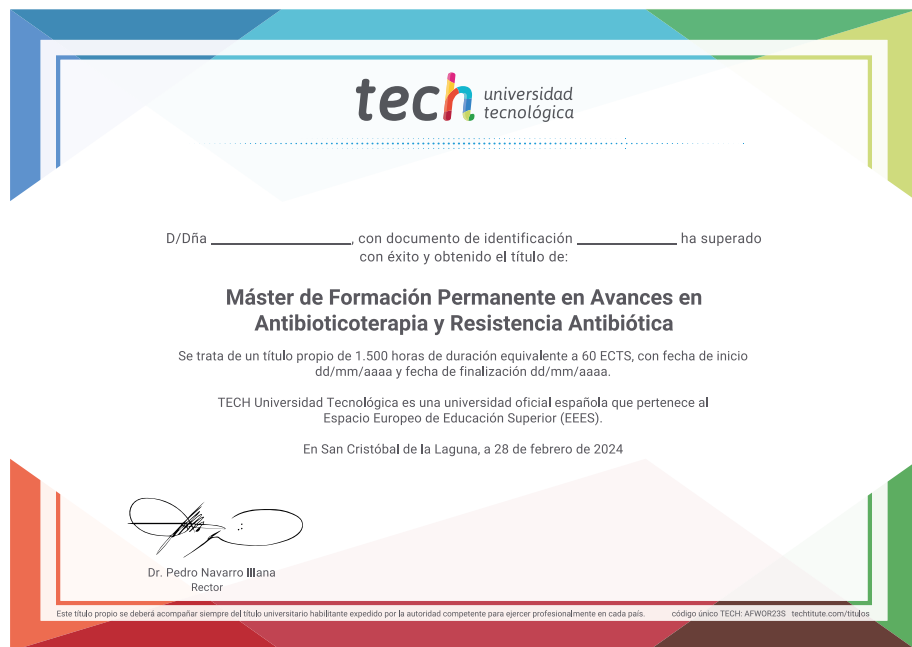 tech universidad
tecnológica
D/Dña ________________, con documento de identificación ____________ ha superado
con éxito y obtenido el título de:
Máster de Formación Permanente en Avances en
Antibioticoterapia y Resistencia Antibiótica
Se trata de un título propio de 1.500 horas de duración equivalente a 60 ECTS, con fecha de inicio
dd/mm/aaaa y fecha de finalización dd/mm/aaaa.
TECH Universidad Tecnológica es una universidad oficial española que pertenece al
Espacio Europeo de Educación Superior (EEES).
En San Cristóbal de la Laguna, a 28 de febrero de 2024
Dr. Pedro Navarro Illana
Rector
Este título propio se deberá acompañar siempre del título universitario habilitante expedido por la autoridad competente para ejercer profesionalmente en cada país. código único TECH: AFWOR23S techtitute.com/titulos